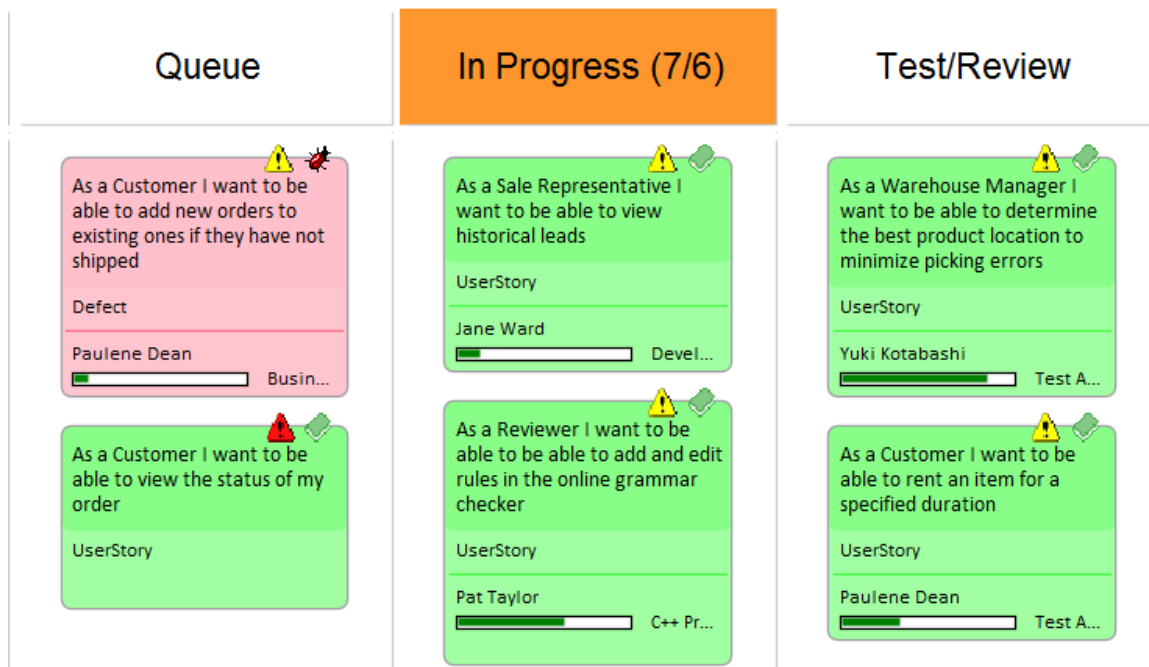 Queue
In Progress (7/6)
Test/Review
As a Customer I want to be
able to add new orders to
existing ones if they have not
shipped
Defect
Paulene Dean
Busin...
As a Customer I want to be
able to view the status of my
order
UserStory
As a Sale Representative I
want to be able to view
historical leads
UserStory
Jane Ward
Devel...
As a Reviewer I want to be
able to be able to add and edit
rules in the online grammar
checker
UserStory
Pat Taylor
C++ Pr...
As a Warehouse Manager I
want to be able to determine
the best product location to
minimize picking errors
UserStory
Yuki Kotabashi
Test A...
As a Customer I want to be
able to rent an item for a
specified duration
UserStory
Paulene Dean
Test A...